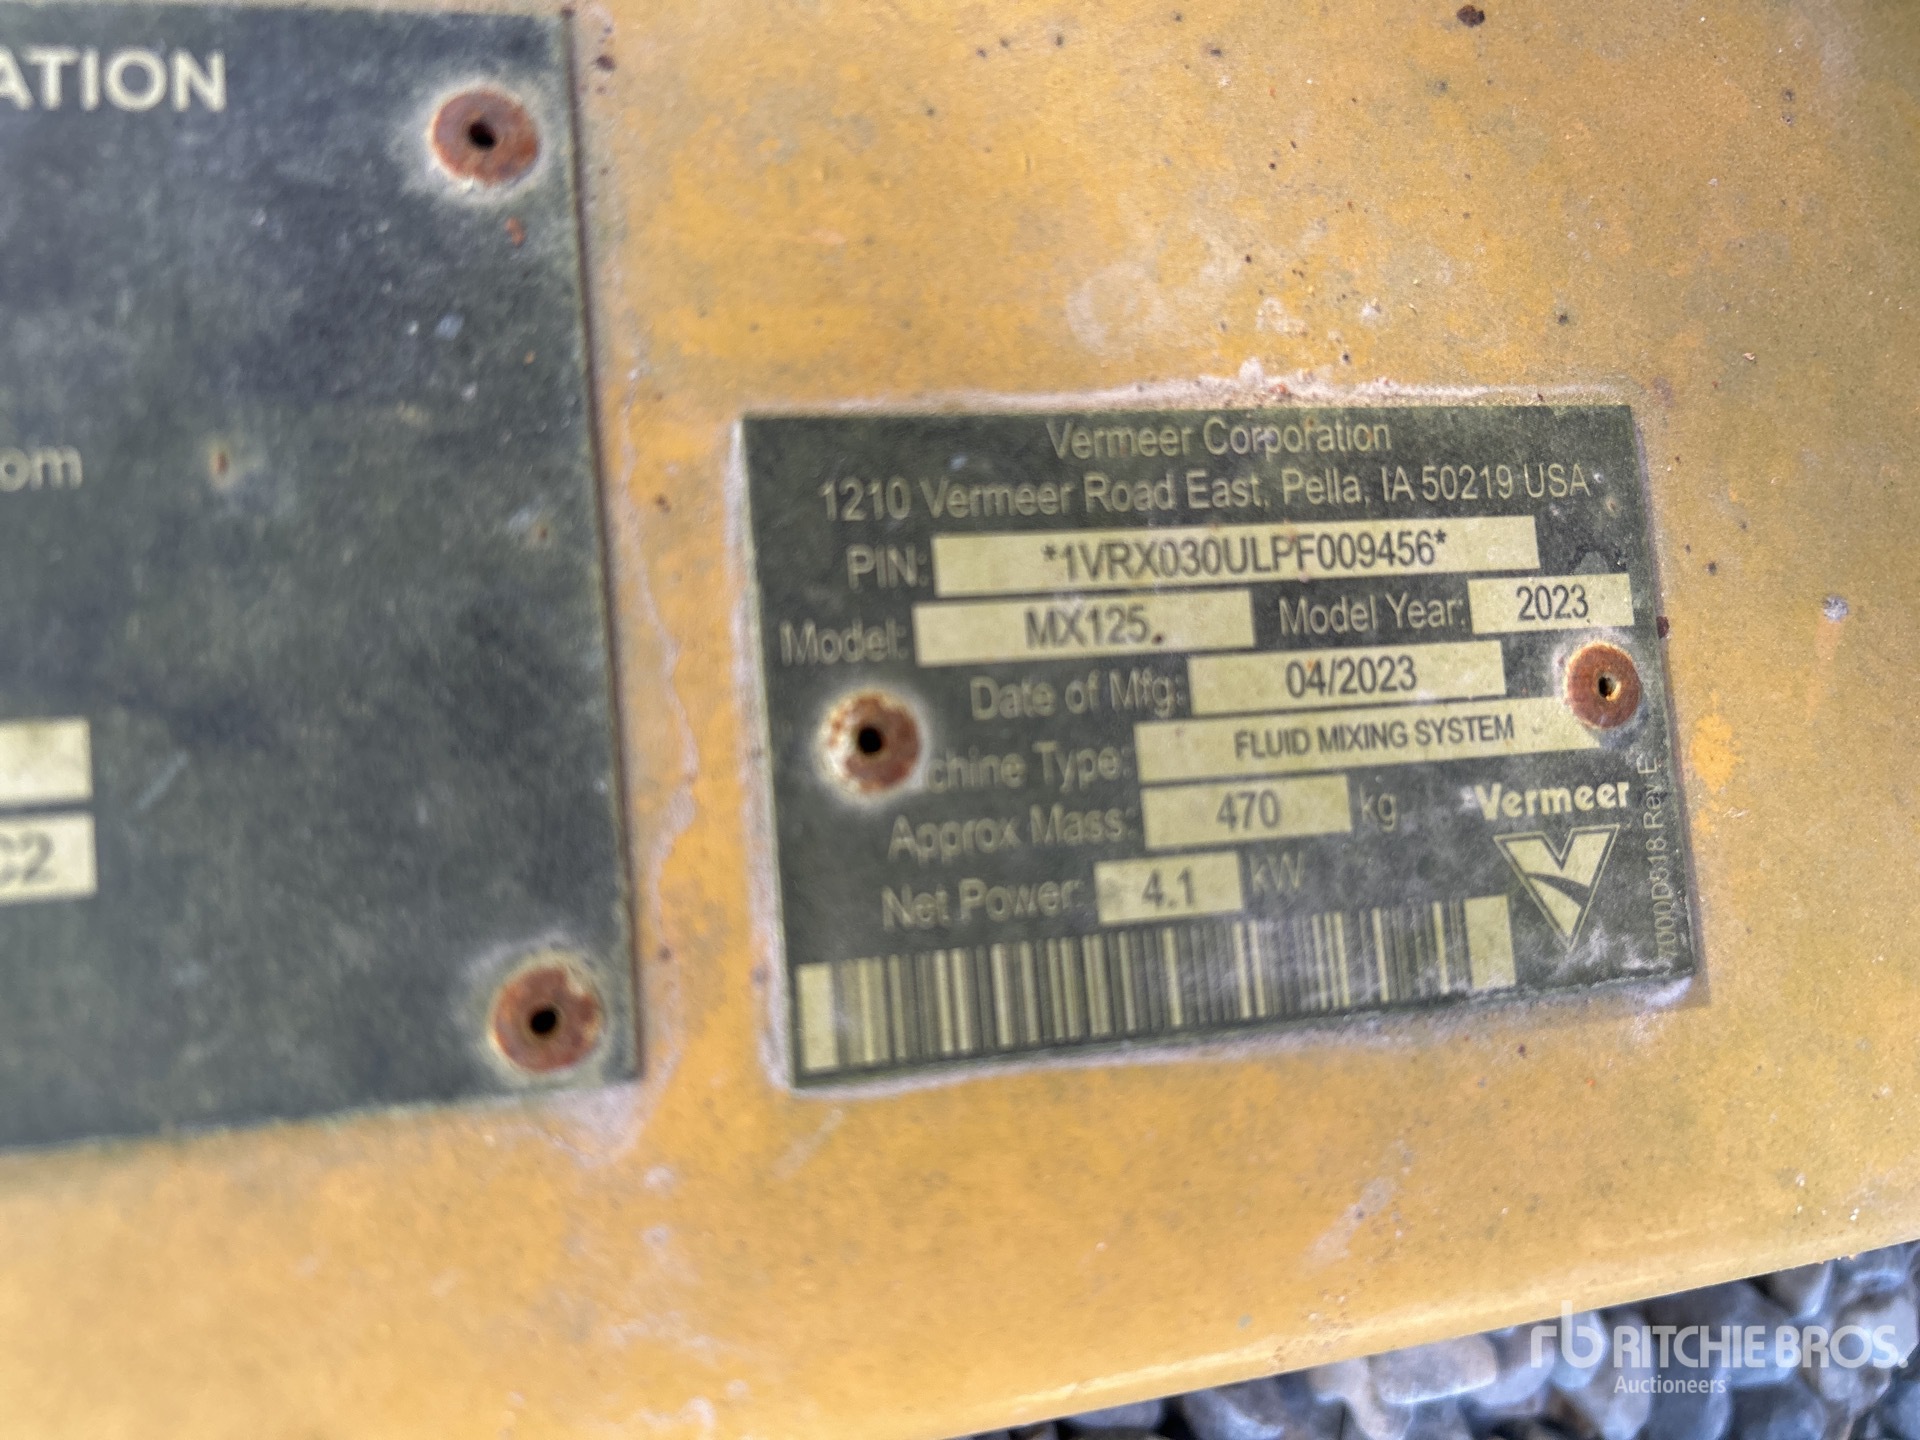 ATION
om
C2
Vermeer Corporation
1210 Vermeer Road East, Pella, IA 50219 USA
PIN: *1VRX030ULPF009456*
Model: MX125 Model Year: 2023
Date of Mfg: 04/2023
chine Type: FLUID MIXING SYSTEM
Approx Mass: 470 kg
Net Power: 4.1 kW
Vermeer
Rev E
rb RITCHIE BROS.
Auctioneers